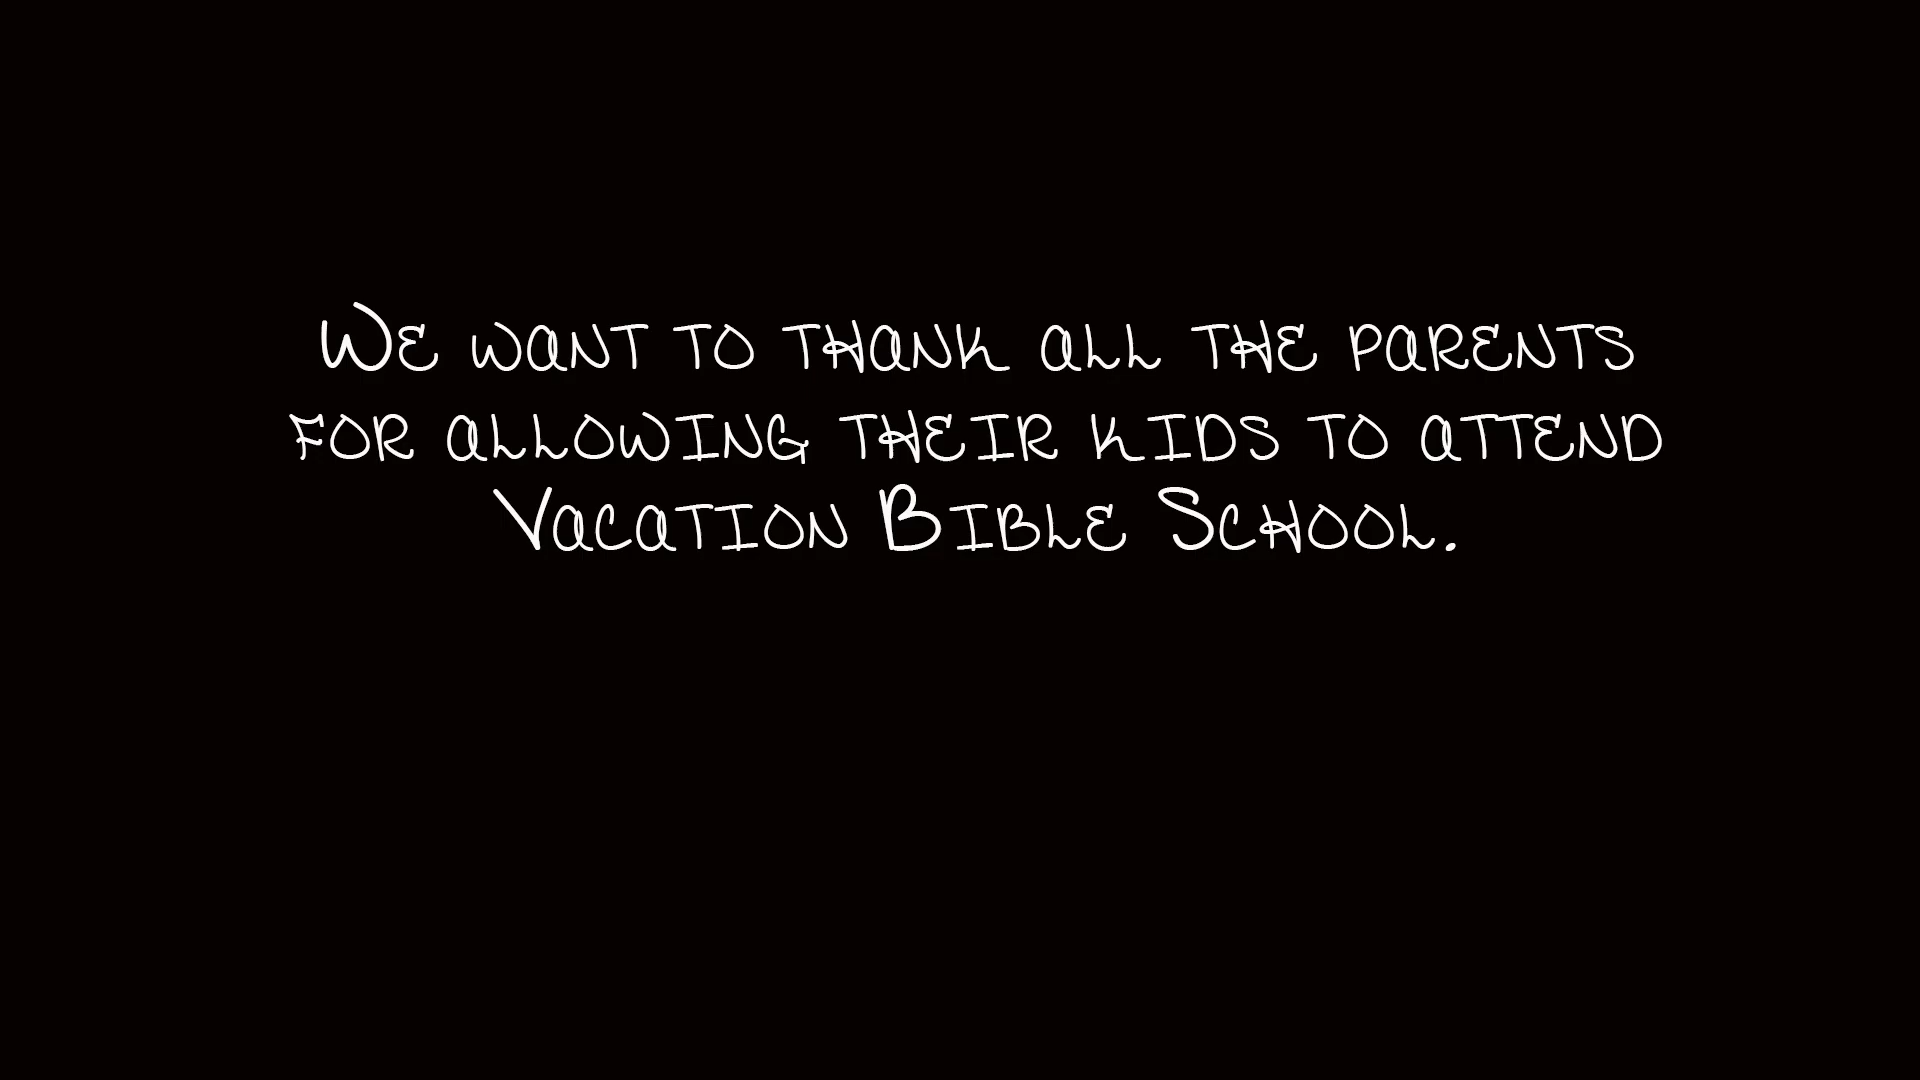 We want to thank all the parents
for allowing their kids to attend
Vacation Bible School.